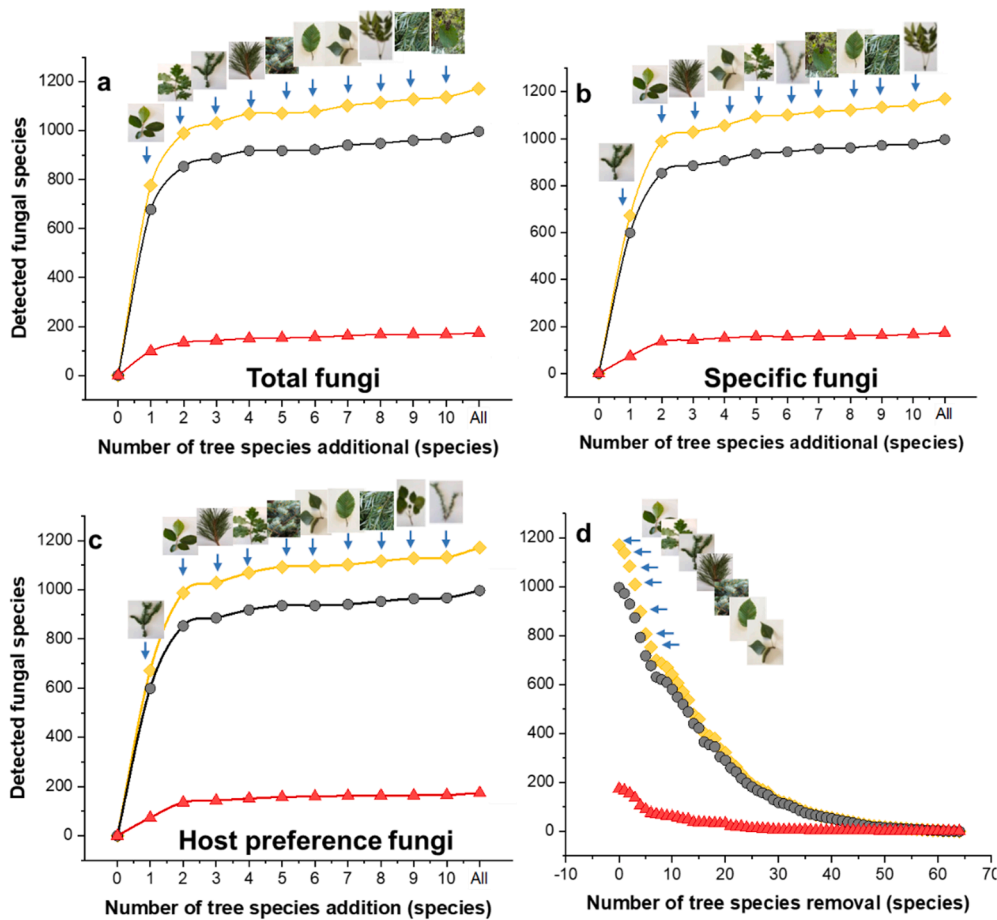 a
1200
1000
800
600
400
200
0
Detected fungal species
Total fungi
0 1 2 3 4 5 6 7 8 9 10 All
Number of tree species additional (species)
b
1200
1000
800
600
400
200
0
Specific fungi
0 1 2 3 4 5 6 7 8 9 10 All
Number of tree species additional (species)
c
1200
1000
800
600
400
200
0
Detected fungal species
Host preference fungi
0 1 2 3 4 5 6 7 8 9 10 All
Number of tree species addition (species)
d
1200
1000
800
600
400
200
0
-10 0 10 20 30 40 50 60 70
Number of tree species removal (species)